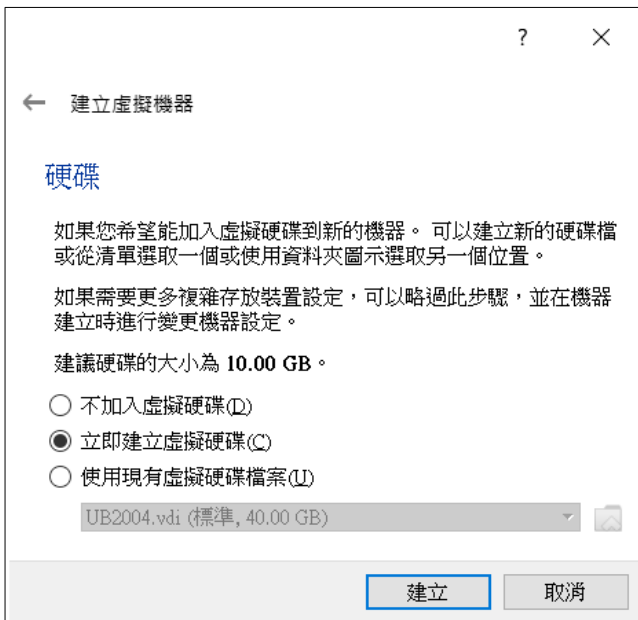 ?
建立虛擬機器
硬碟
如果您希望能加入虛擬硬碟到新的機器。 可以建立新的硬碟檔
或從清單選取一個或使用資料夾圖示選取另一個位置。
如果需要更多複雜存放裝置設定，可以略過此步驟，並在機器
建立時進行變更機器設定。
建議硬碟的大小為 10.00 GB。
不加入虛擬硬碟(D)
立即建立虛擬硬碟(C)
使用現有虛擬硬碟檔案(U)
UB2004.vdi (標準, 40.00 GB)
建立 取消